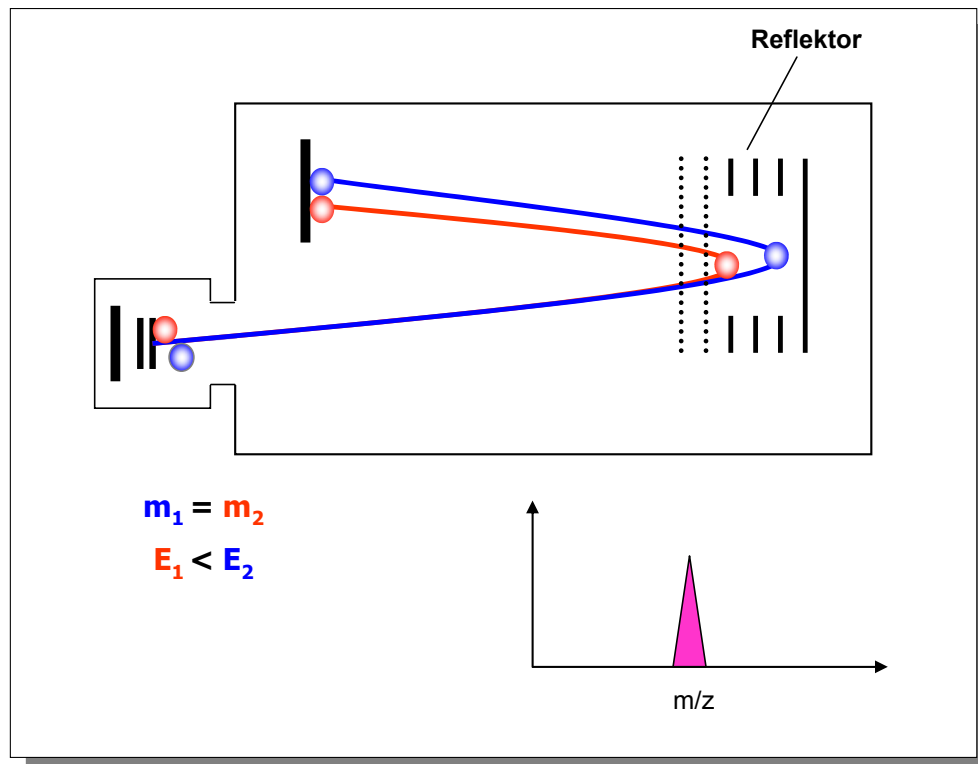 Reflektor
m₁ = m₂
E₁ < E₂
m/z